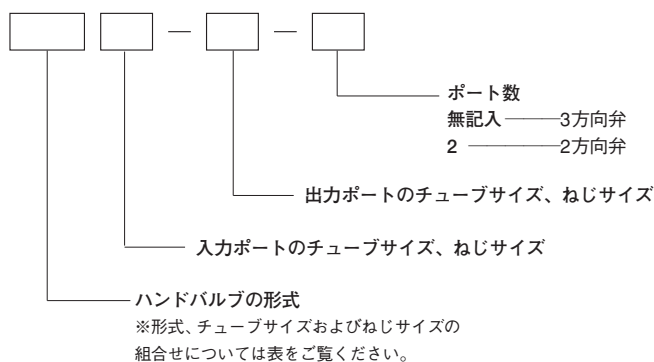 ポート数
無記入―――3方向弁
2 ――――2方向弁
出力ポートのチューブサイズ、ねじサイズ
入力ポートのチューブサイズ、ねじサイズ
ハンドバルブの形式
※形式、チューブサイズおよびねじサイズの
組合せについては表をご覧ください。